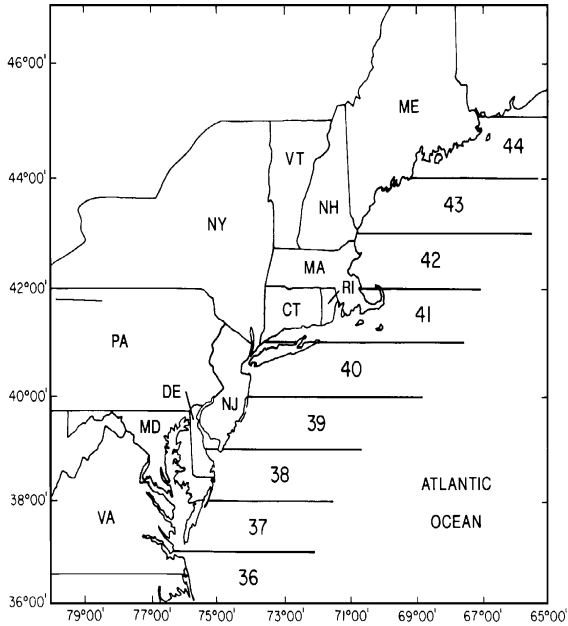 46°00'
ME
44
VT
44°00'
NH
43
NY
42
MA
42°00'
RI
CT
41
PA
40
DE
40°00'
NJ
MD
39
38
ATLANTIC
38°00'
OCEAN
VA
37
36
36°00'
79°00' 77°00' 75°00' 73°00' 71°00' 69°00' 67°00' 65°00'